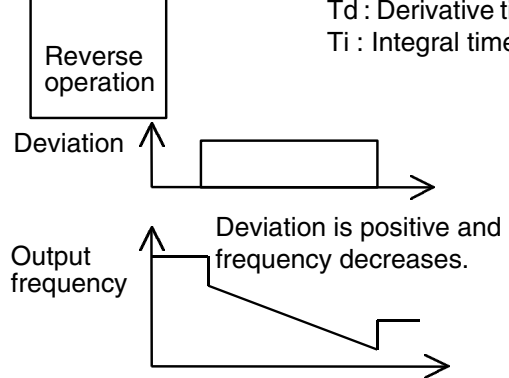 Td : Derivative
Ti : Integral time
Reverse
operation
Deviation
Deviation is positive and
frequency decreases.
Output
frequency